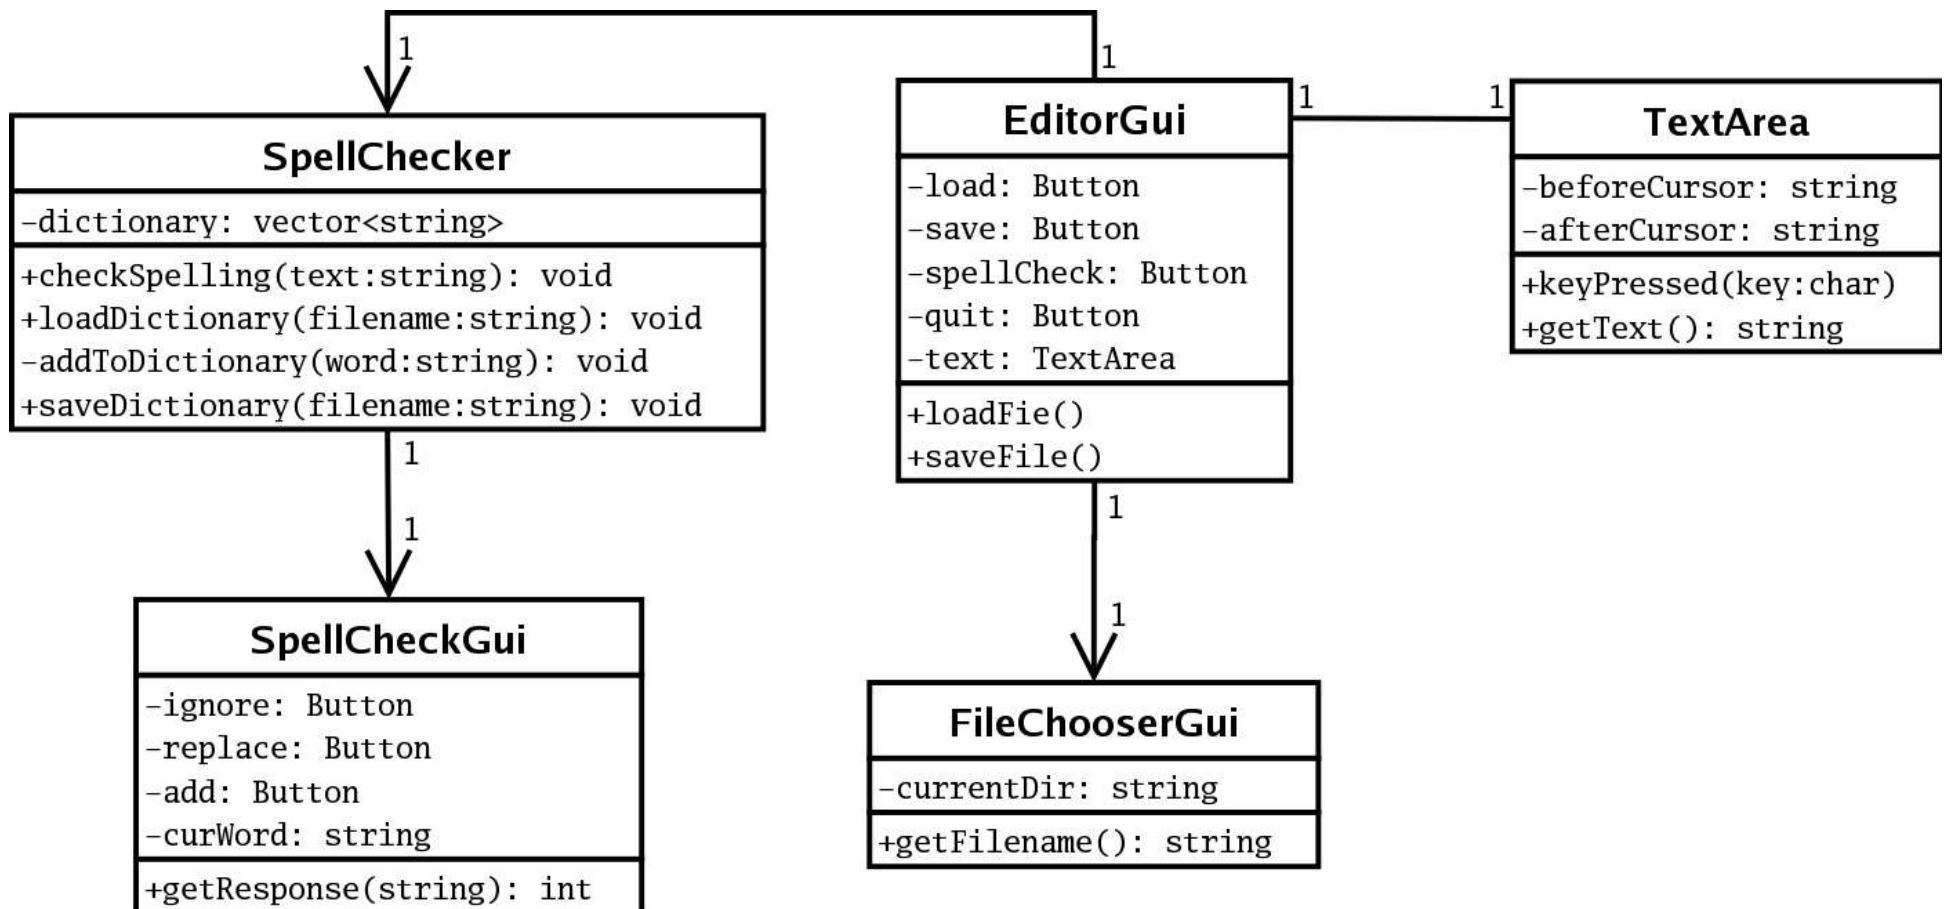 1
1
SpellChecker
-dictionary: vector<string>
+checkSpelling(text:string): void
+loadDictionary(filename:string): void
-addToDictionary(word:string): void
+saveDictionary(filename:string): void
1
1
SpellCheckGui
-ignore: Button
-replace: Button
-add: Button
-curWord: string
+getResponse(string): int
EditorGui
-load: Button
-save: Button
-spellCheck: Button
-quit: Button
-text: TextArea
+loadFie()
+saveFile()
1
1
FileChooserGui
-currentDir: string
+getFilename(): string
1
1
TextArea
-beforeCursor: string
-afterCursor: string
+keyPressed(key:char)
+getText(): string